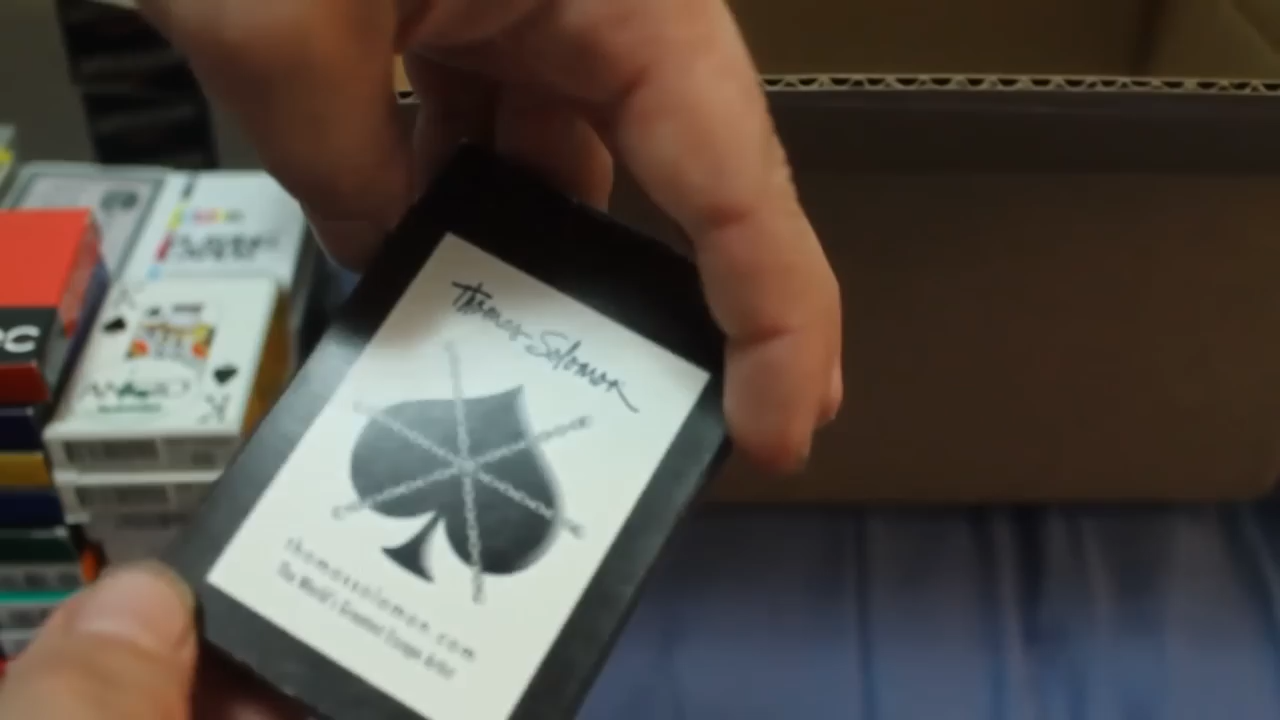 Thomas Solomon
thomassolomon.com
The World's Greatest Escape Artist
K
K